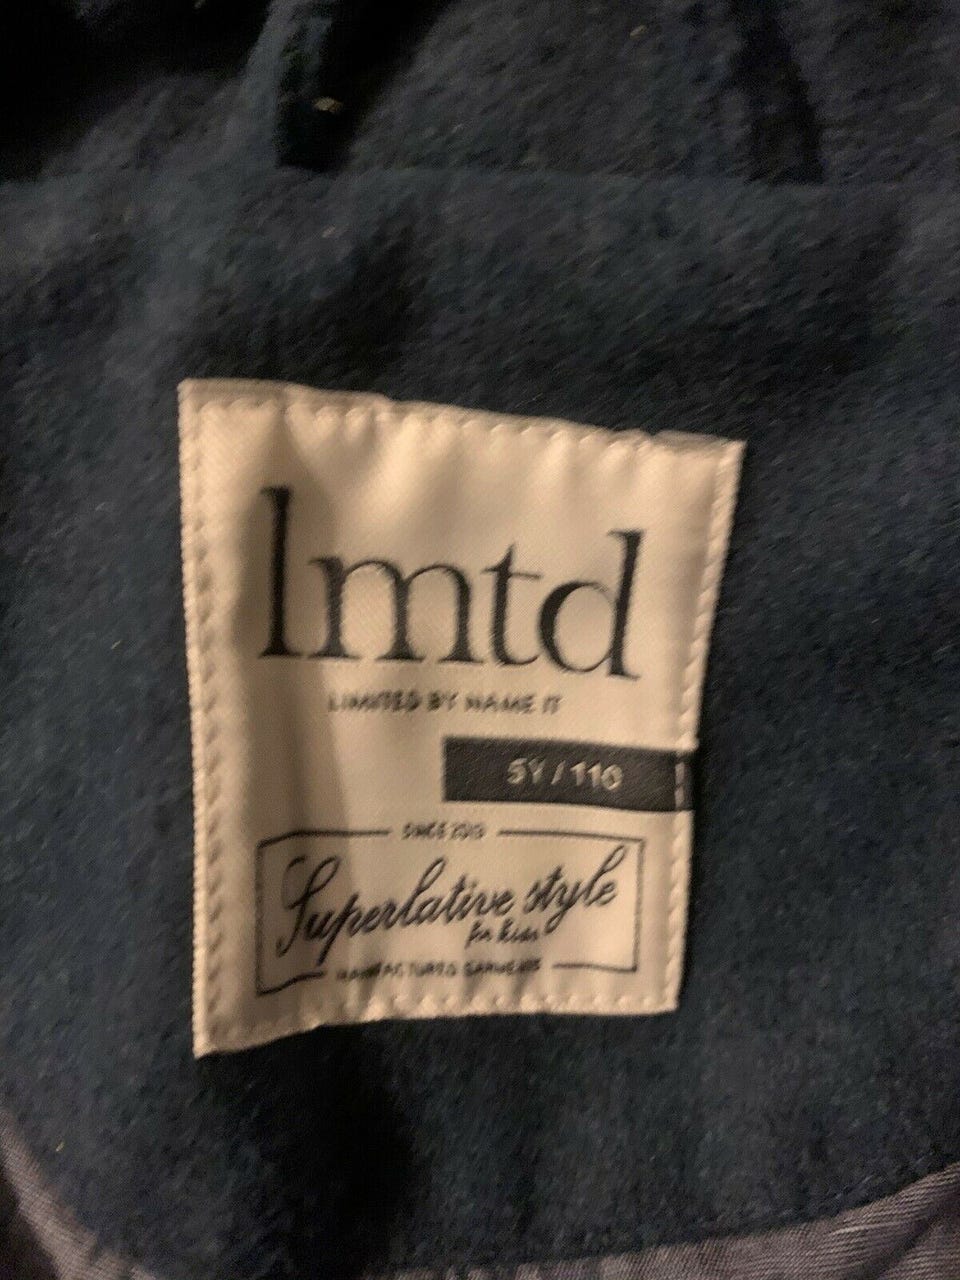 lmtd
LIMITED BY NAME IT
5Y / 110
SINCE 2013
Superlative style
for kids
MANUFACTURED GARMENTS